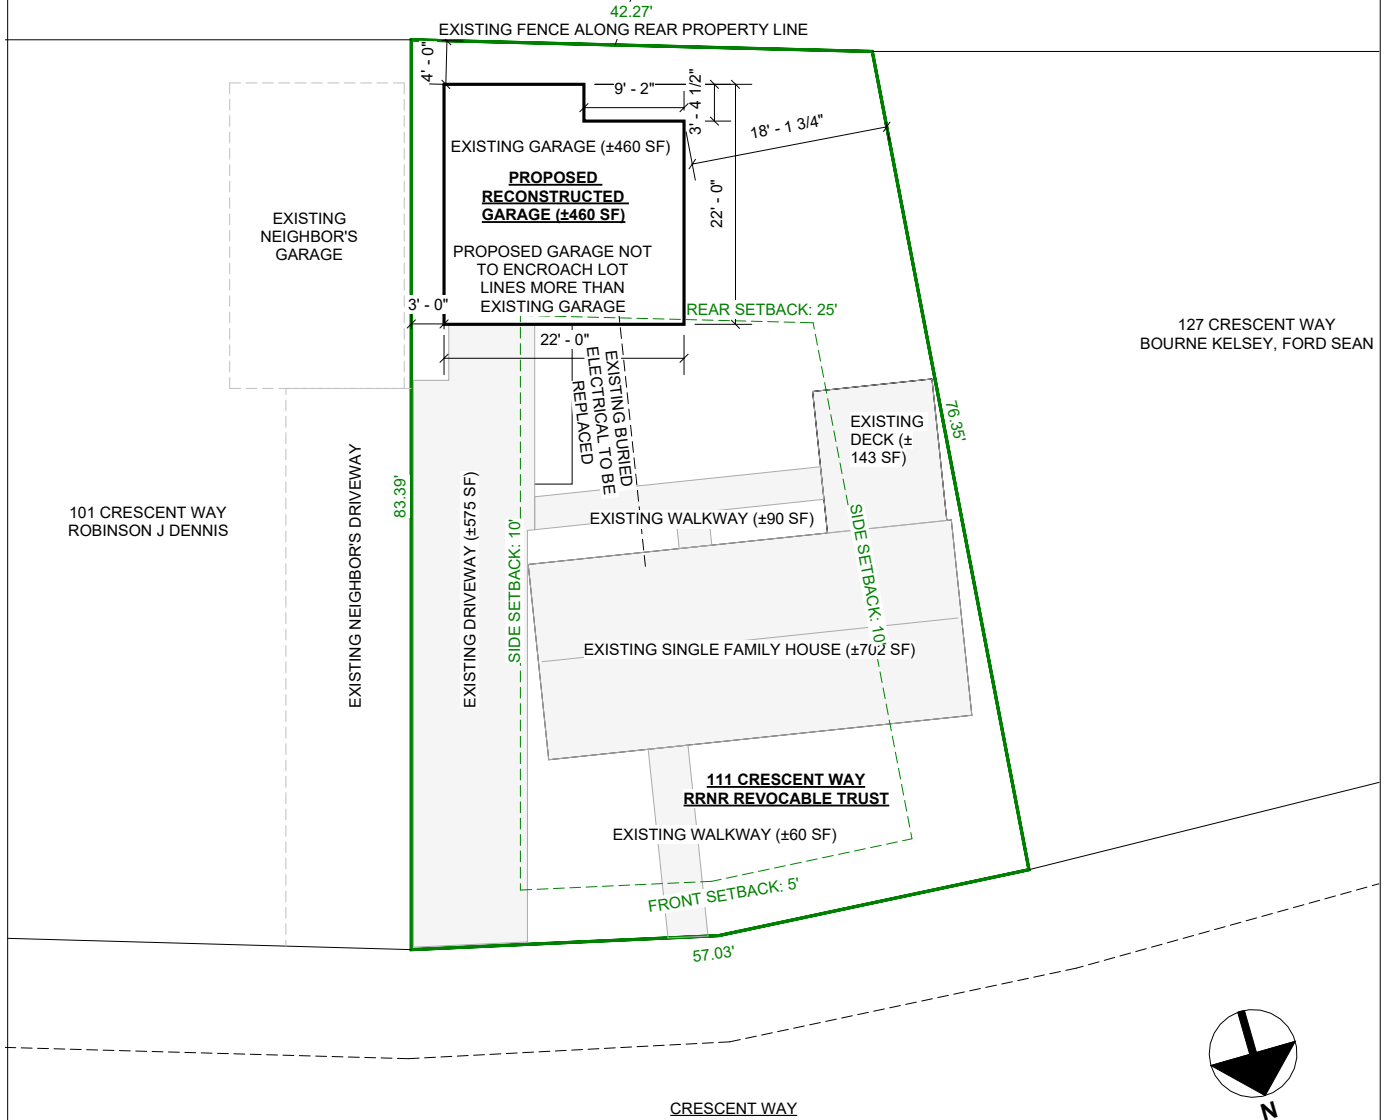 42.27'
EXISTING FENCE ALONG REAR PROPERTY LINE
4' - 0"
9' - 2"
3' - 4 1/2"
18' - 1 3/4"
22' - 0"
EXISTING GARAGE (±460 SF)
PROPOSED
RECONSTRUCTED
GARAGE (±460 SF)
PROPOSED GARAGE NOT
TO ENCROACH LOT
LINES MORE THAN
EXISTING GARAGE
EXISTING
NEIGHBOR'S
GARAGE
3' - 0"
REAR SETBACK: 25'
22' - 0"
127 CRESCENT WAY
BOURNE KELSEY, FORD SEAN
EXISTING BURIED
ELECTRICAL TO BE
REPLACED
EXISTING
DECK (±
143 SF)
76.35'
83.39'
101 CRESCENT WAY
ROBINSON J DENNIS
EXISTING NEIGHBOR'S DRIVEWAY
EXISTING DRIVEWAY (±575 SF)
SIDE SETBACK: 10'
EXISTING WALKWAY (±90 SF)
SIDE SETBACK: 10'
EXISTING SINGLE FAMILY HOUSE (±702 SF)
111 CRESCENT WAY
RRNR REVOCABLE TRUST
EXISTING WALKWAY (±60 SF)
FRONT SETBACK: 5'
57.03'
N
CRESCENT WAY